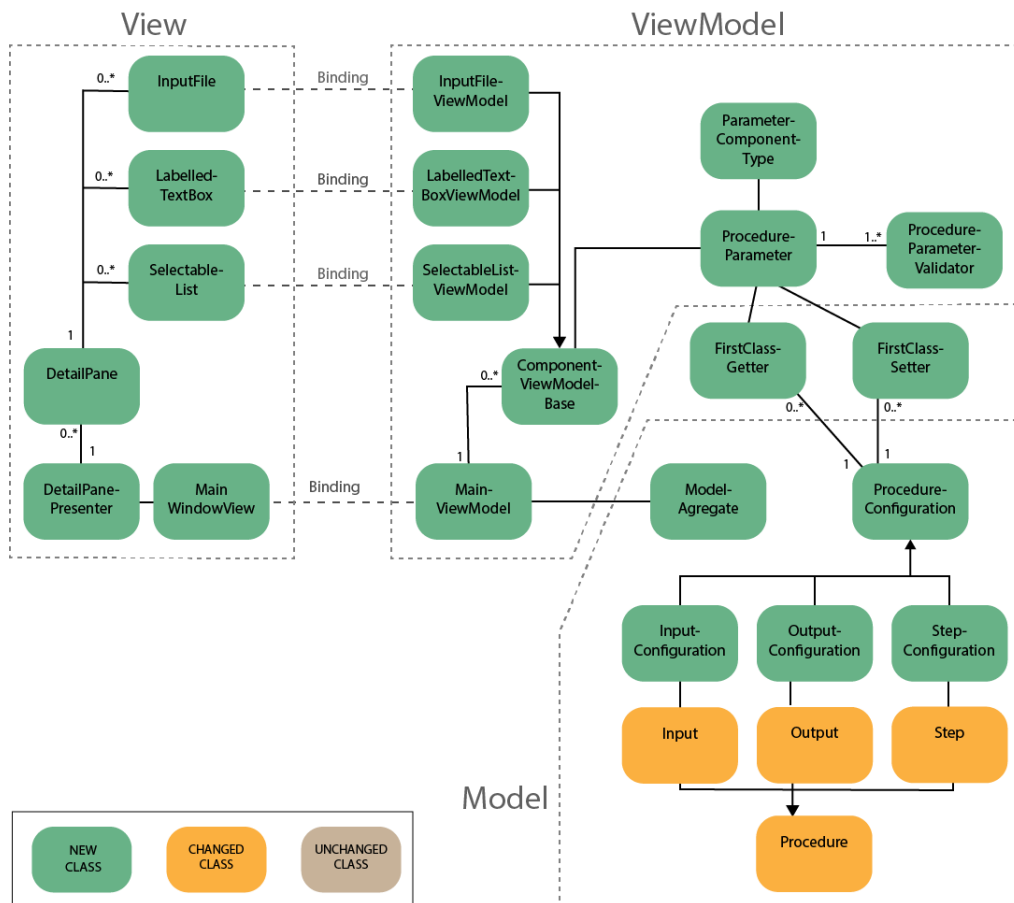 View
ViewModel
InputFile
0..*
Binding
InputFile-
ViewModel
Parameter-
Component-
Type
Labelled-
TextBox
0..*
Binding
LabelledText-
BoxViewModel
Procedure-
Parameter
1
1..*
Procedure-
Parameter-
Validator
Selectable-
List
0..*
Binding
SelectableList-
ViewModel
1
DetailPane
Component-
ViewModel-
Base
0..*
FirstClass-
Getter
FirstClass-
Setter
0..*
0..*
0..*
1
1
1
1
DetailPane-
Presenter
Main
WindowView
Binding
Main-
ViewModel
Model-
Agregate
Procedure-
Configuration
Input-
Configuration
Output-
Configuration
Step-
Configuration
Input
Output
Step
Model
Procedure
NEW
CLASS
CHANGED
CLASS
UNCHANGED
CLASS